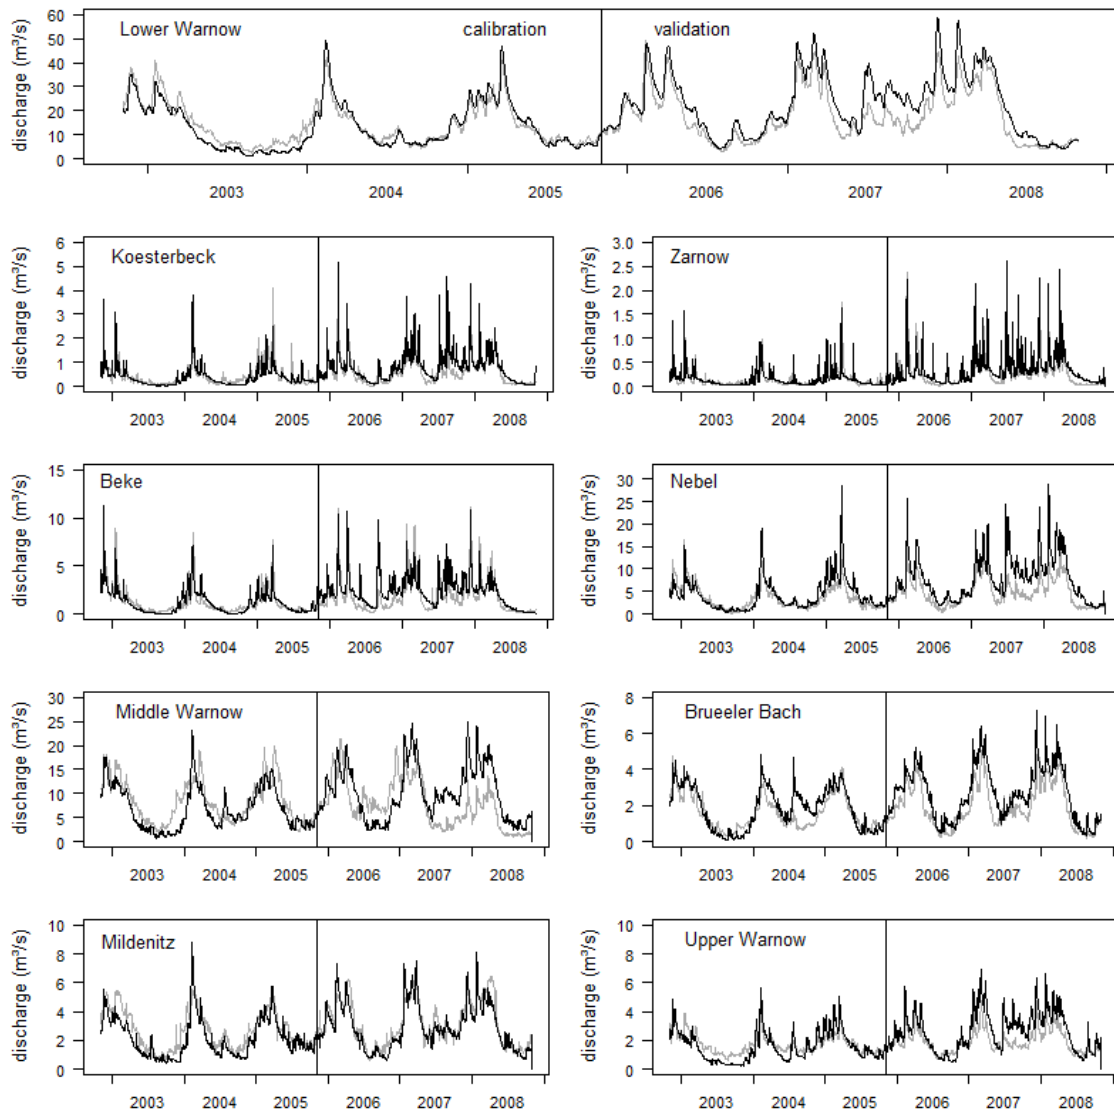 Lower Warnow calibration validation
discharge (m³/s)
60
50
40
30
20
10
0
2003 2004 2005 2006 2007 2008
Koesterbeck
discharge (m³/s)
6
5
4
3
2
1
0
2003 2004 2005 2006 2007 2008
Zarnow
discharge (m³/s)
3.0
2.5
2.0
1.5
1.0
0.5
0.0
2003 2004 2005 2006 2007 2008
Beke
discharge (m³/s)
15
10
5
0
2003 2004 2005 2006 2007 2008
Nebel
discharge (m³/s)
30
25
20
15
10
5
0
2003 2004 2005 2006 2007 2008
Middle Warnow
discharge (m³/s)
30
25
20
15
10
5
0
2003 2004 2005 2006 2007 2008
Brueeler Bach
discharge (m³/s)
8
6
4
2
0
2003 2004 2005 2006 2007 2008
Mildenitz
discharge (m³/s)
10
8
6
4
2
0
2003 2004 2005 2006 2007 2008
Upper Warnow
discharge (m³/s)
10
8
6
4
2
0
2003 2004 2005 2006 2007 2008